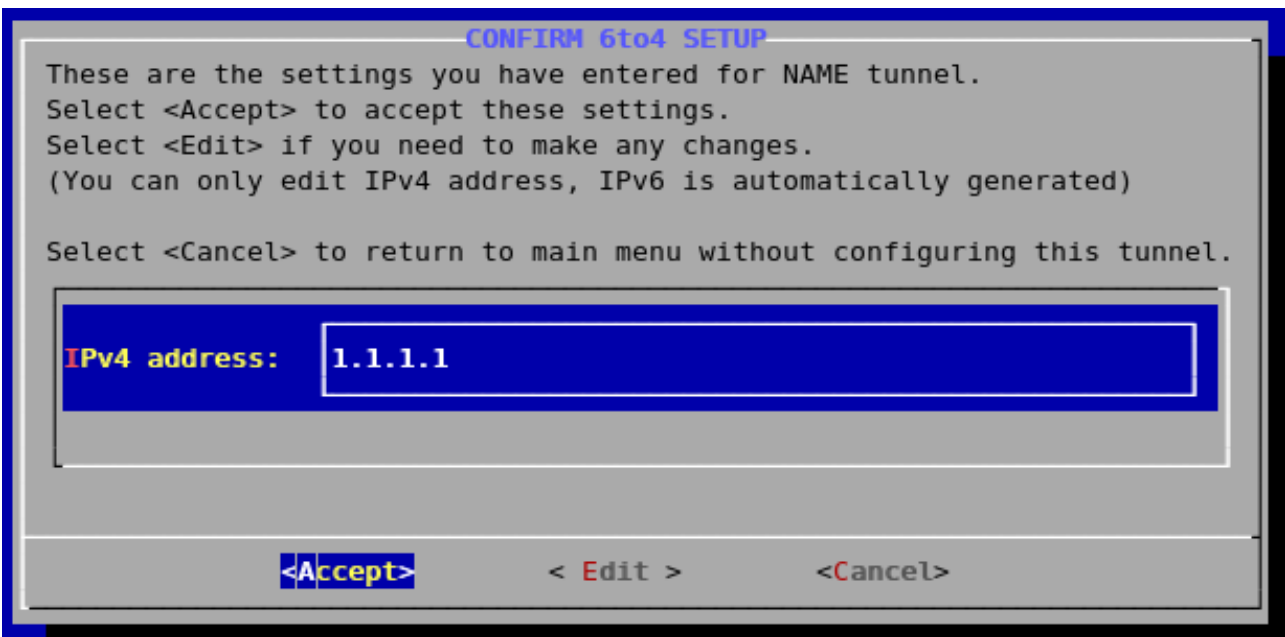 CONFIRM 6to4 SETUP
These are the settings you have entered for NAME tunnel.
Select <Accept> to accept these settings.
Select <Edit> if you need to make any changes.
(You can only edit IPv4 address, IPv6 is automatically generated)
Select <Cancel> to return to main menu without configuring this tunnel.
IPv4 address: 1.1.1.1
<Accept> < Edit > <Cancel>